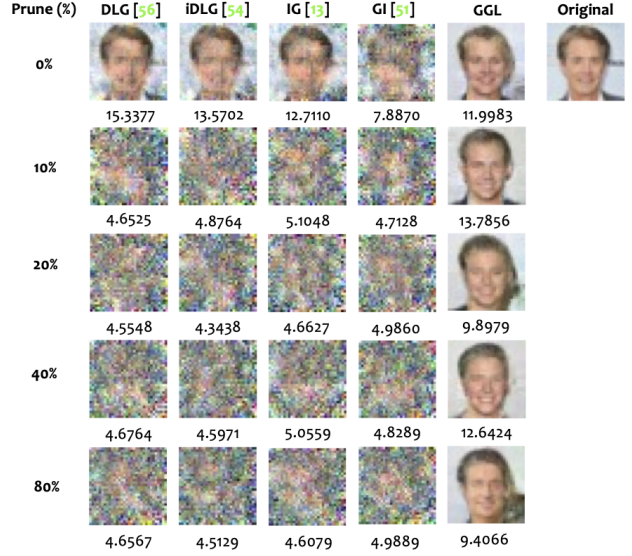 Prune (%) DLG [56] iDLG [54] IG [13] GI [51] GGL Original
0%
15.3377 13.5702 12.7110 7.8870 11.9983
10%
4.6525 4.8764 5.1048 4.7128 13.7856
20%
4.5548 4.3438 4.6627 4.9860 9.8979
40%
4.6764 4.5971 5.0559 4.8289 12.6424
80%
4.6567 4.5129 4.6079 4.9889 9.4066